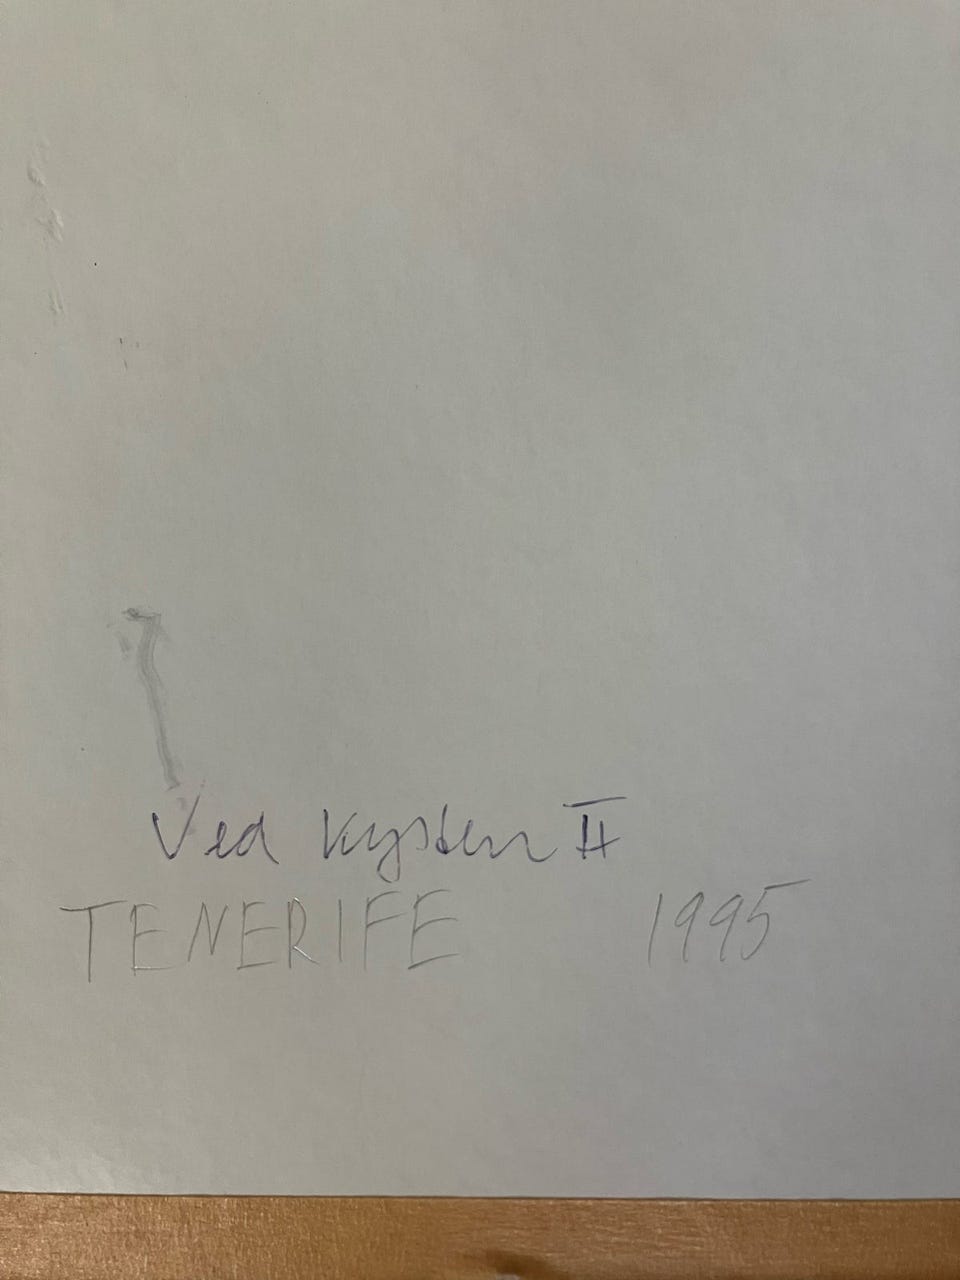 Ved Kysten II
TENERIFE 1995